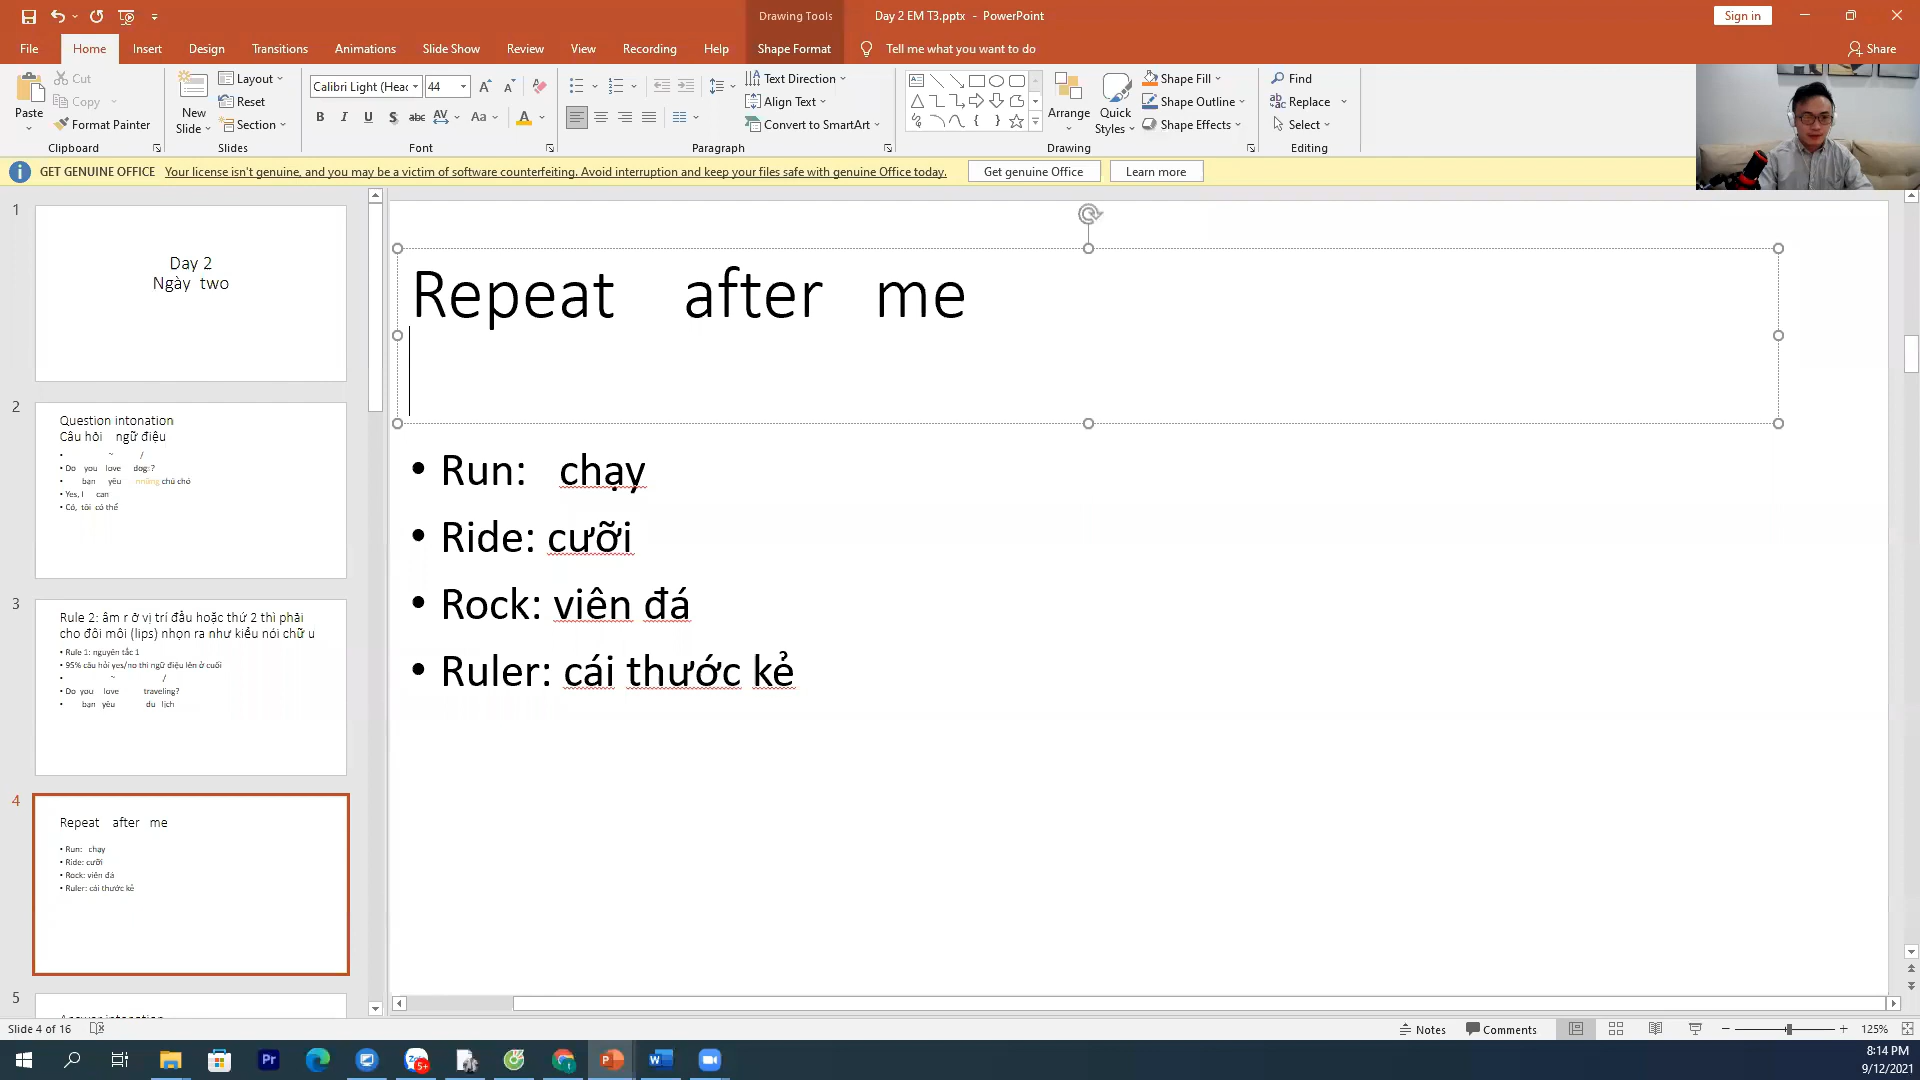 Drawing Tools
Day 2 EM T3.pptx - PowerPoint
Sign in
File Home Insert Design Transitions Animations Slide Show Review View Recording Help Shape Format Tell me what you want to do Share
Cut
Copy
Format Painter
Paste
Clipboard
New Slide
Layout
Reset
Section
Slides
Calibri Light (Head
44
B I U S abc AV Aa A
Font
Text Direction
Align Text
Convert to SmartArt
Paragraph
Arrange
Quick Styles
Shape Fill
Shape Outline
Shape Effects
Drawing
Find
Replace
Select
Editing
GET GENUINE OFFICE Your license isn't genuine, and you may be a victim of software counterfeiting. Avoid interruption and keep your files safe with genuine Office today. Get genuine Office Learn more
1
Day 2
Ngày two
2
Question intonation
Câu hỏi ngữ điệu
• ~ /
• Do you love dog:?
• bạn yêu những chú chó
• Yes, I can
• Có, tôi có thể
3
Rule 2: âm r ở vị trí đầu hoặc thứ 2 thì phải
cho đôi môi (lips) nhọn ra như kiểu nói chữ u
• Rule 1: nguyên tắc 1
• 95% câu hỏi yes/no thì ngữ điệu lên ở cuối
• ~ /
• Do you love traveling?
• bạn yêu du lịch
4
Repeat after me
• Run: chạy
• Ride: cưỡi
• Rock: viên đá
• Ruler: cái thước kẻ
5
Repeat after me
• Run: chạy
• Ride: cưỡi
• Rock: viên đá
• Ruler: cái thước kẻ
Slide 4 of 16
Notes Comments 125%
8:14 PM
9/12/2021